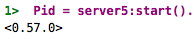 1> Pid = server5:start().
<0.57.0>